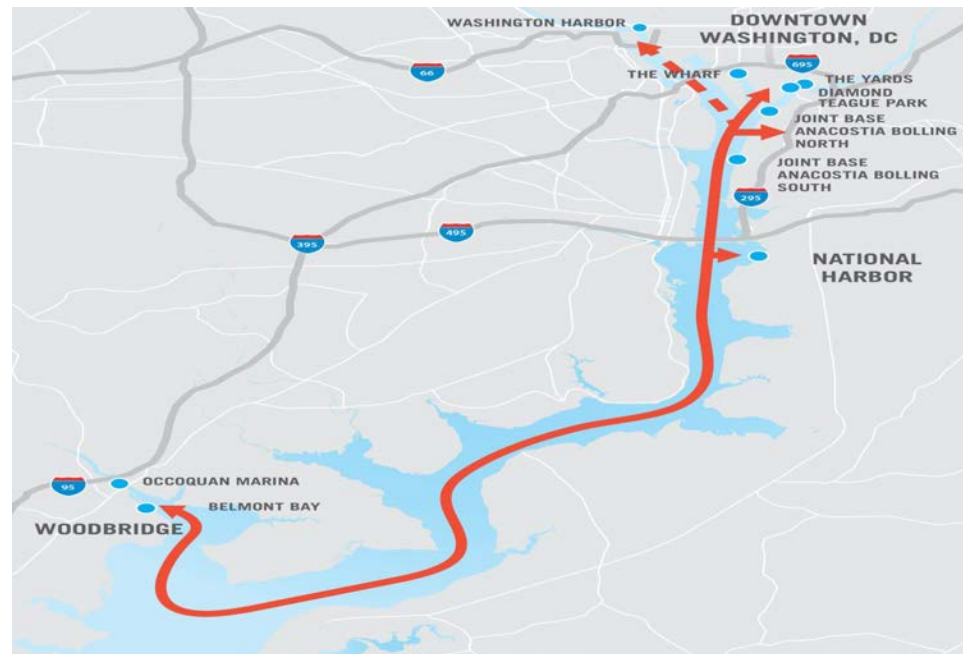 WASHINGTON HARBOR
DOWNTOWN
WASHINGTON, DC
695
66
THE WHARF
THE YARDS
DIAMOND
TEAGUE PARK
JOINT BASE
ANACOSTIA BOLLING
NORTH
JOINT BASE
ANACOSTIA BOLLING
SOUTH
295
495
395
NATIONAL
HARBOR
95
OCCOQUAN MARINA
BELMONT BAY
WOODBRIDGE